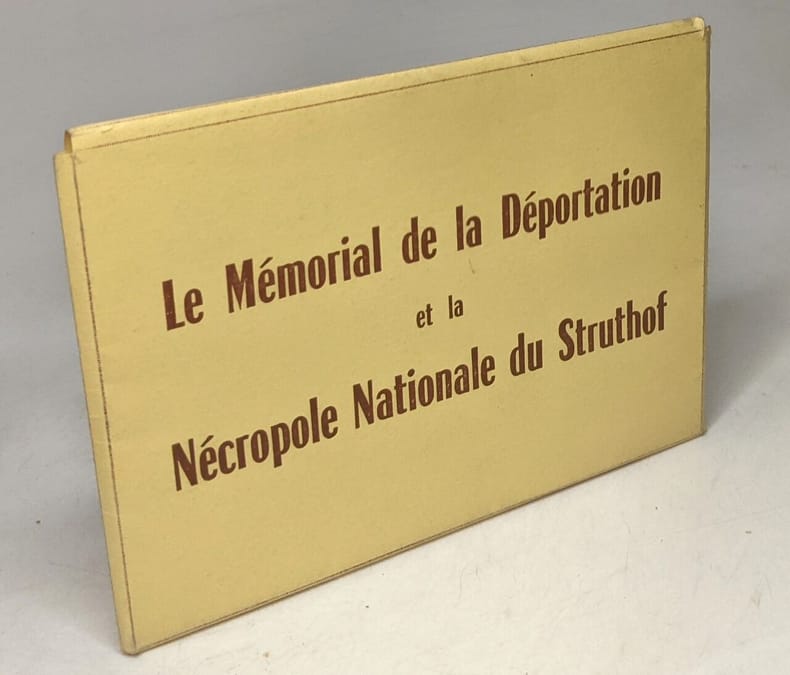 Le Mémorial de la Déportation
et la
Nécropole Nationale du Struthof